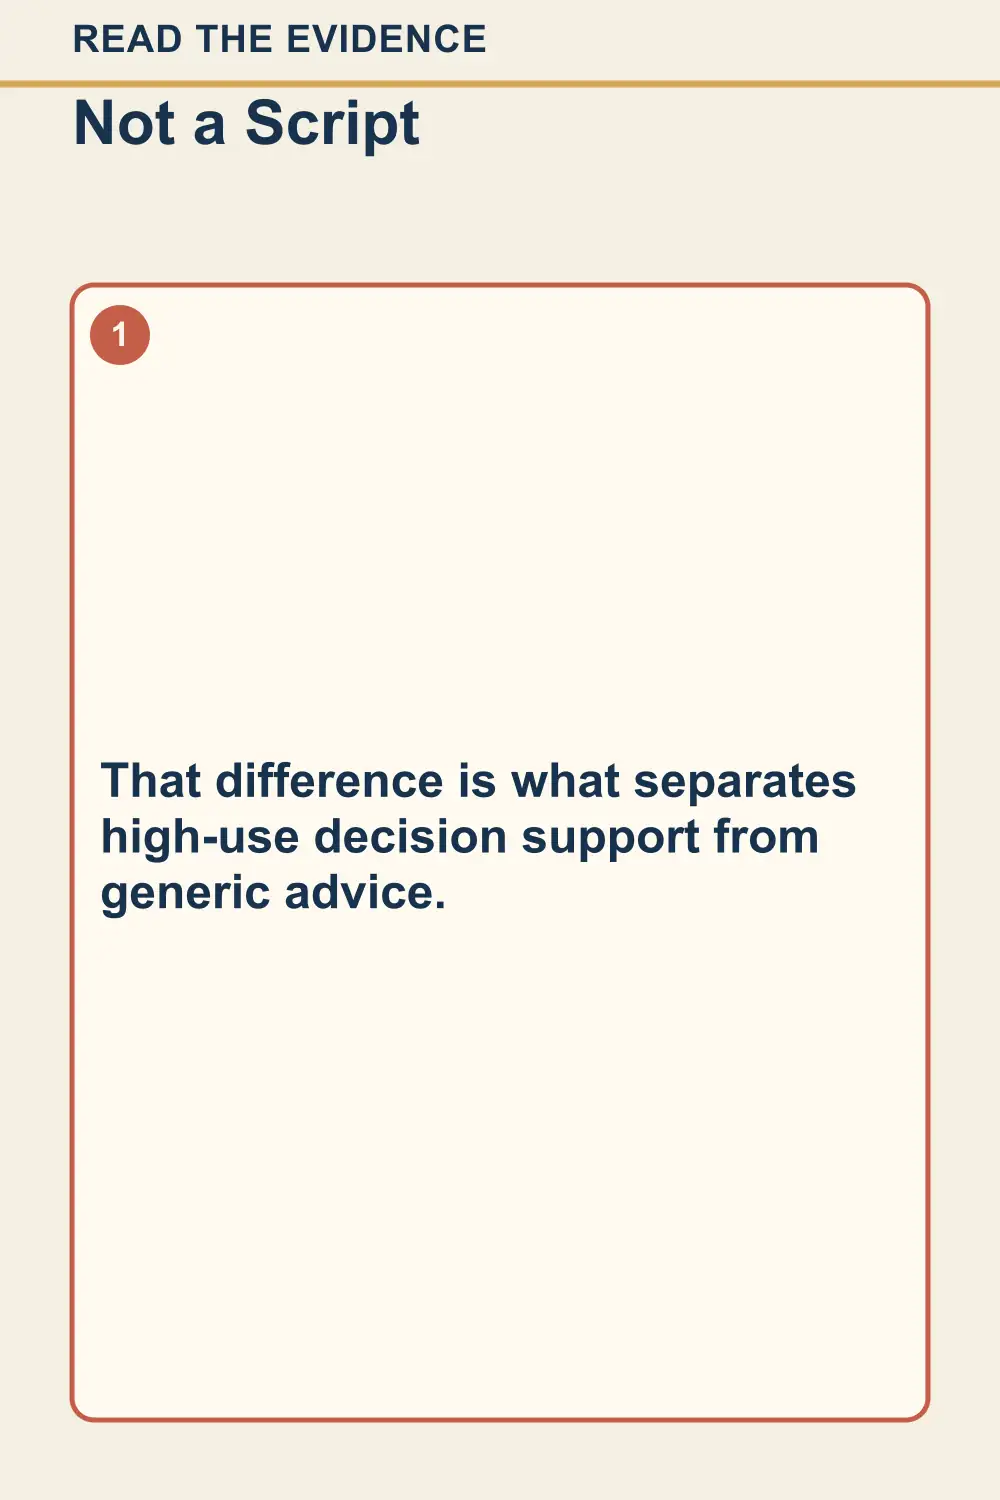 READ THE EVIDENCE
Not a Script
1
That difference is what separates
high-use decision support from
generic advice.